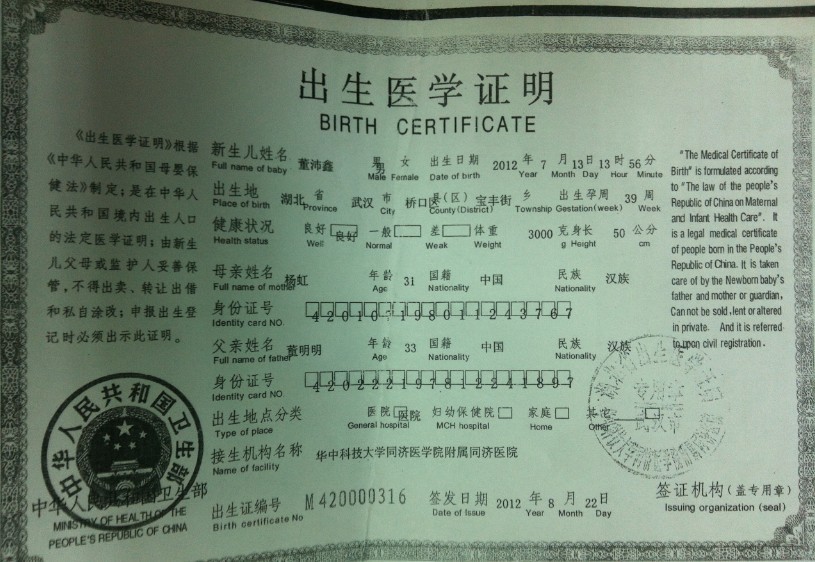 出生医学证明
BIRTH CERTIFICATE
《出生医学证明》根据
《中华人民共和国母婴保
健法》制定；是在中华人
民共和国境内出生人口
的法定医学证明；由新生
儿父母或监护人妥善保
管，不得出卖、转让出借
和私自涂改；申报出生登
记时必须出示此证明。
新生儿姓名 董沛鑫 男 男 女 出生日期 2012 年 7 月 13 日 13 时 56 分
Full name of baby Male Female Date of birth Year Month Day Hour Minute
出生地 湖北 省 武汉 市 桥口区 县(区) 宝丰街 乡 出生孕周 39 周
Place of birth Province City County (District) Township Gestation (week) Week
健康状况 良好 良好 一般 差 体重 3000 克 身长 50 公分
Health status Well Normal Weak Weight g Height cm
母亲姓名 杨虹 年龄 31 国籍 中国 民族 汉族
Full name of mother Age Nationality Nationality
身份证号
Identity card NO.
父亲姓名 董明明 年龄 33 国籍 中国 民族 汉族
Full name of father Age Nationality Nationality
身份证号
Identity card NO.
出生地点分类 医院 医院 妇幼保健院 家庭 其它
Type of place General hospital MCH hospital Home Other
接生机构名称 华中科技大学同济医学院附属同济医院
Name of facility
出生证编号 M420000316 签发日期 2012 年 8 月 22 日
Birth certificate No Date of Issue Year Month Day
"The Medical Certificate of
Birth" is formulated according
to "The law of the people's
Republic of China on Maternal
and Infant Health Care". It
is a legal medical certificate
of people born in the People's
Republic of China. It is taken
care of by the Newborn baby's
father and mother or guardian,
Cannot be sold, lent or altered
in private. And it is referred
to upon civil registration.
专用章
签证机构（盖专用章）
Issuing organization (seal)
中华人民共和国卫生部
中华人民共和国卫生部
MINISTRY OF HEALTH OF THE
PEOPLE'S REPUBLIC OF CHINA